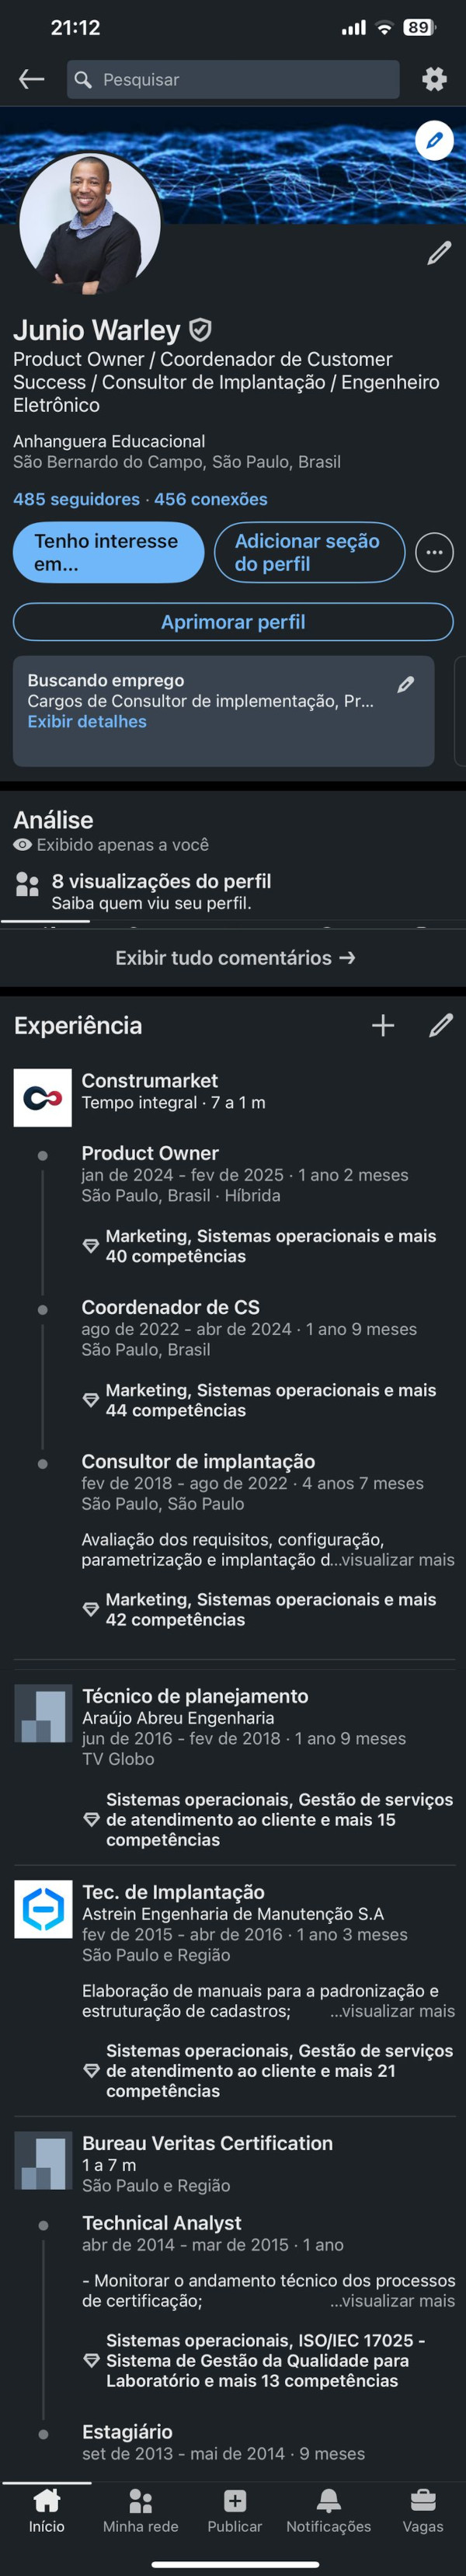 21:12
89
Pesquisar
Junio Warley
Product Owner / Coordenador de Customer
Success / Consultor de Implantação / Engenheiro
Eletrônico
Anhanguera Educacional
São Bernardo do Campo, São Paulo, Brasil
485 seguidores · 456 conexões
Tenho interesse
em...
Adicionar seção
do perfil
Aprimorar perfil
Buscando emprego
Cargos de Consultor de implementação, Pr...
Exibir detalhes
Análise
Exibido apenas a você
8 visualizações do perfil
Saiba quem viu seu perfil.
Exibir tudo comentários →
Experiência
Construmarket
Tempo integral · 7 a 1 m
Product Owner
jan de 2024 - fev de 2025 · 1 ano 2 meses
São Paulo, Brasil · Híbrida
Marketing, Sistemas operacionais e mais
40 competências
Coordenador de CS
ago de 2022 - abr de 2024 · 1 ano 9 meses
São Paulo, Brasil
Marketing, Sistemas operacionais e mais
44 competências
Consultor de implantação
fev de 2018 - ago de 2022 · 4 anos 7 meses
São Paulo, São Paulo
Avaliação dos requisitos, configuração,
parametrização e implantação d...visualizar mais
Marketing, Sistemas operacionais e mais
42 competências
Técnico de planejamento
Araújo Abreu Engenharia
jun de 2016 - fev de 2018 · 1 ano 9 meses
TV Globo
Sistemas operacionais, Gestão de serviços
de atendimento ao cliente e mais 15
competências
Tec. de Implantação
Astrein Engenharia de Manutenção S.A
fev de 2015 - abr de 2016 · 1 ano 3 meses
São Paulo e Região
Elaboração de manuais para a padronização e
estruturação de cadastros; ...visualizar mais
Sistemas operacionais, Gestão de serviços
de atendimento ao cliente e mais 21
competências
Bureau Veritas Certification
1 a 7 m
São Paulo e Região
Technical Analyst
abr de 2014 - mar de 2015 · 1 ano
- Monitorar o andamento técnico dos processos
de certificação; ...visualizar mais
Sistemas operacionais, ISO/IEC 17025 -
Sistema de Gestão da Qualidade para
Laboratório e mais 13 competências
Estagiário
set de 2013 - mai de 2014 · 9 meses
Início
Minha rede
Publicar
Notificações
Vagas